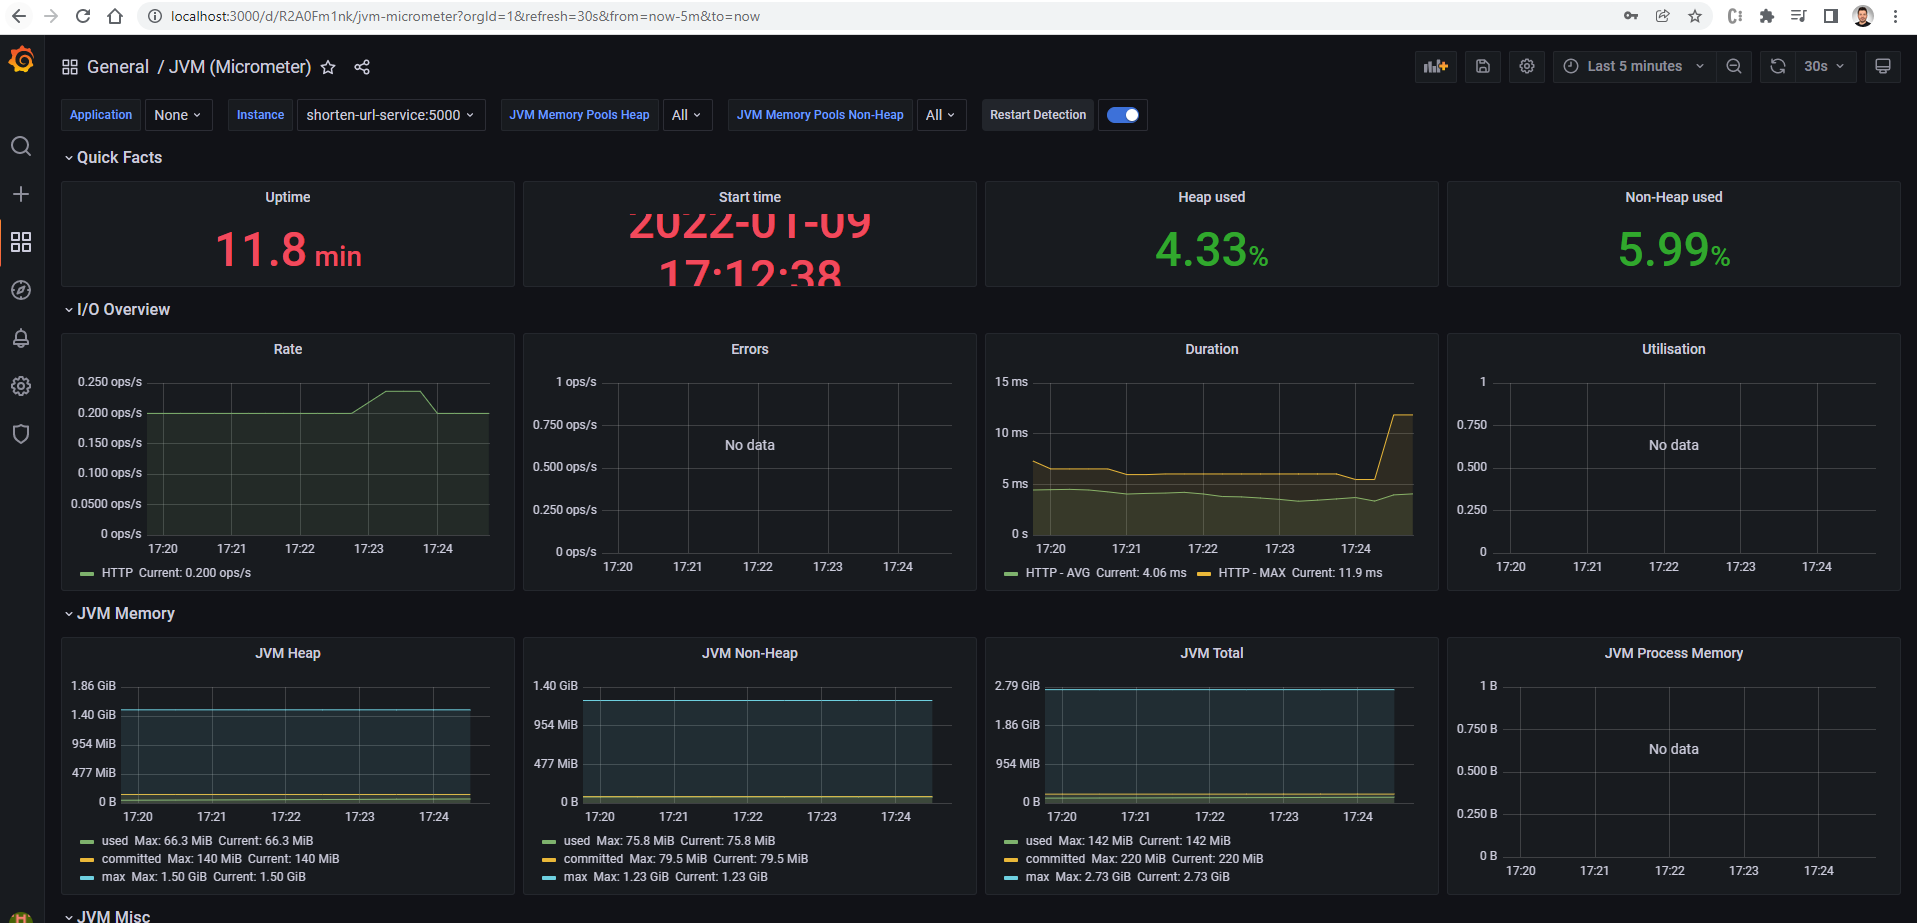 localhost:3000/d/R2A0Fm1nk/jvm-micrometer?orgId=1&refresh=30s&from=now-5m&to=now
General / JVM (Micrometer)
Last 5 minutes
30s
Application None Instance shorten-url-service:5000 JVM Memory Pools Heap All JVM Memory Pools Non-Heap All Restart Detection
Quick Facts
Uptime
11.8 min
Start time
2022-01-09
17:12:38
Heap used
4.33%
Non-Heap used
5.99%
I/O Overview
Rate
0.250 ops/s
0.200 ops/s
0.150 ops/s
0.100 ops/s
0.0500 ops/s
0 ops/s
17:20 17:21 17:22 17:23 17:24
HTTP Current: 0.200 ops/s
Errors
1 ops/s
0.750 ops/s
0.500 ops/s
0.250 ops/s
0 ops/s
No data
17:20 17:21 17:22 17:23 17:24
Duration
15 ms
10 ms
5 ms
0 s
17:20 17:21 17:22 17:23 17:24
HTTP - AVG Current: 4.06 ms HTTP - MAX Current: 11.9 ms
Utilisation
1
0.750
0.500
0.250
0
No data
17:20 17:21 17:22 17:23 17:24
JVM Memory
JVM Heap
1.86 GiB
1.40 GiB
954 MiB
477 MiB
0 B
17:20 17:21 17:22 17:23 17:24
used Max: 66.3 MiB Current: 66.3 MiB
committed Max: 140 MiB Current: 140 MiB
max Max: 1.50 GiB Current: 1.50 GiB
JVM Non-Heap
1.40 GiB
954 MiB
477 MiB
0 B
17:20 17:21 17:22 17:23 17:24
used Max: 75.8 MiB Current: 75.8 MiB
committed Max: 79.5 MiB Current: 79.5 MiB
max Max: 1.23 GiB Current: 1.23 GiB
JVM Total
2.79 GiB
1.86 GiB
954 MiB
0 B
17:20 17:21 17:22 17:23 17:24
used Max: 142 MiB Current: 142 MiB
committed Max: 220 MiB Current: 220 MiB
max Max: 2.73 GiB Current: 2.73 GiB
JVM Process Memory
1 B
0.750 B
0.500 B
0.250 B
0 B
No data
17:20 17:21 17:22 17:23 17:24
JVM Misc